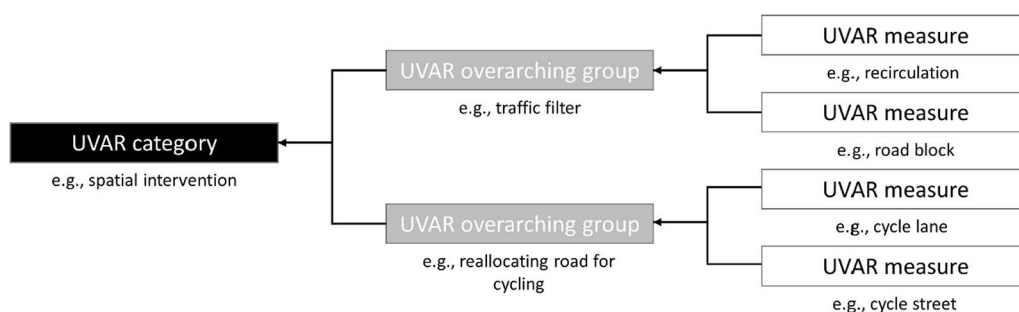 UVAR category
e.g., spatial intervention
UVAR overarching group
e.g., traffic filter
UVAR overarching group
e.g., reallocating road for
cycling
UVAR measure
e.g., recirculation
UVAR measure
e.g., road block
UVAR measure
e.g., cycle lane
UVAR measure
e.g., cycle street